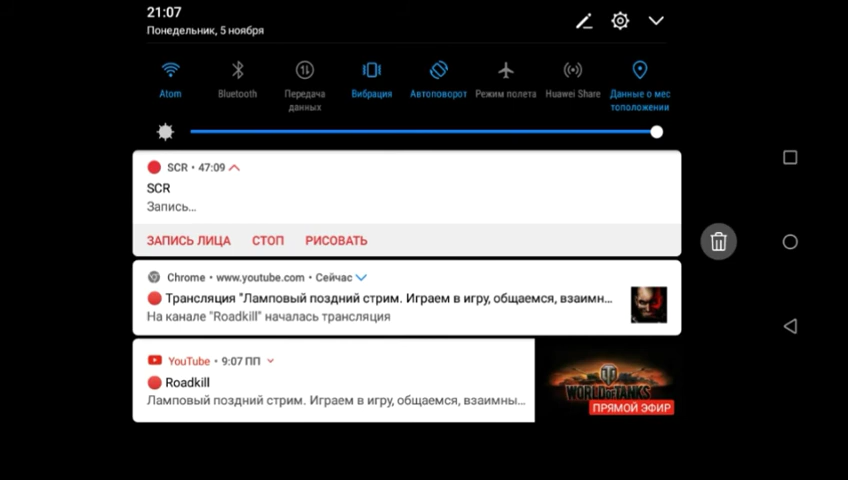 21:07
Понедельник, 5 ноября
Atom
Bluetooth
Передача данных
Вибрация
Автоповорот
Режим полета
Huawei Share
Данные о мес тоположении
SCR • 47:09
SCR
Запись...
ЗАПИСЬ ЛИЦА СТОП РИСОВАТЬ
Chrome • www.youtube.com • Сейчас
Трансляция "Ламповый поздний стрим. Играем в игру, общаемся, взаимн...
На канале "Roadkill" началась трансляция
YouTube • 9:07 ПП
Roadkill
Ламповый поздний стрим. Играем в игру, общаемся, взаимны...
WORLD OF TANKS
ПРЯМОЙ ЭФИР